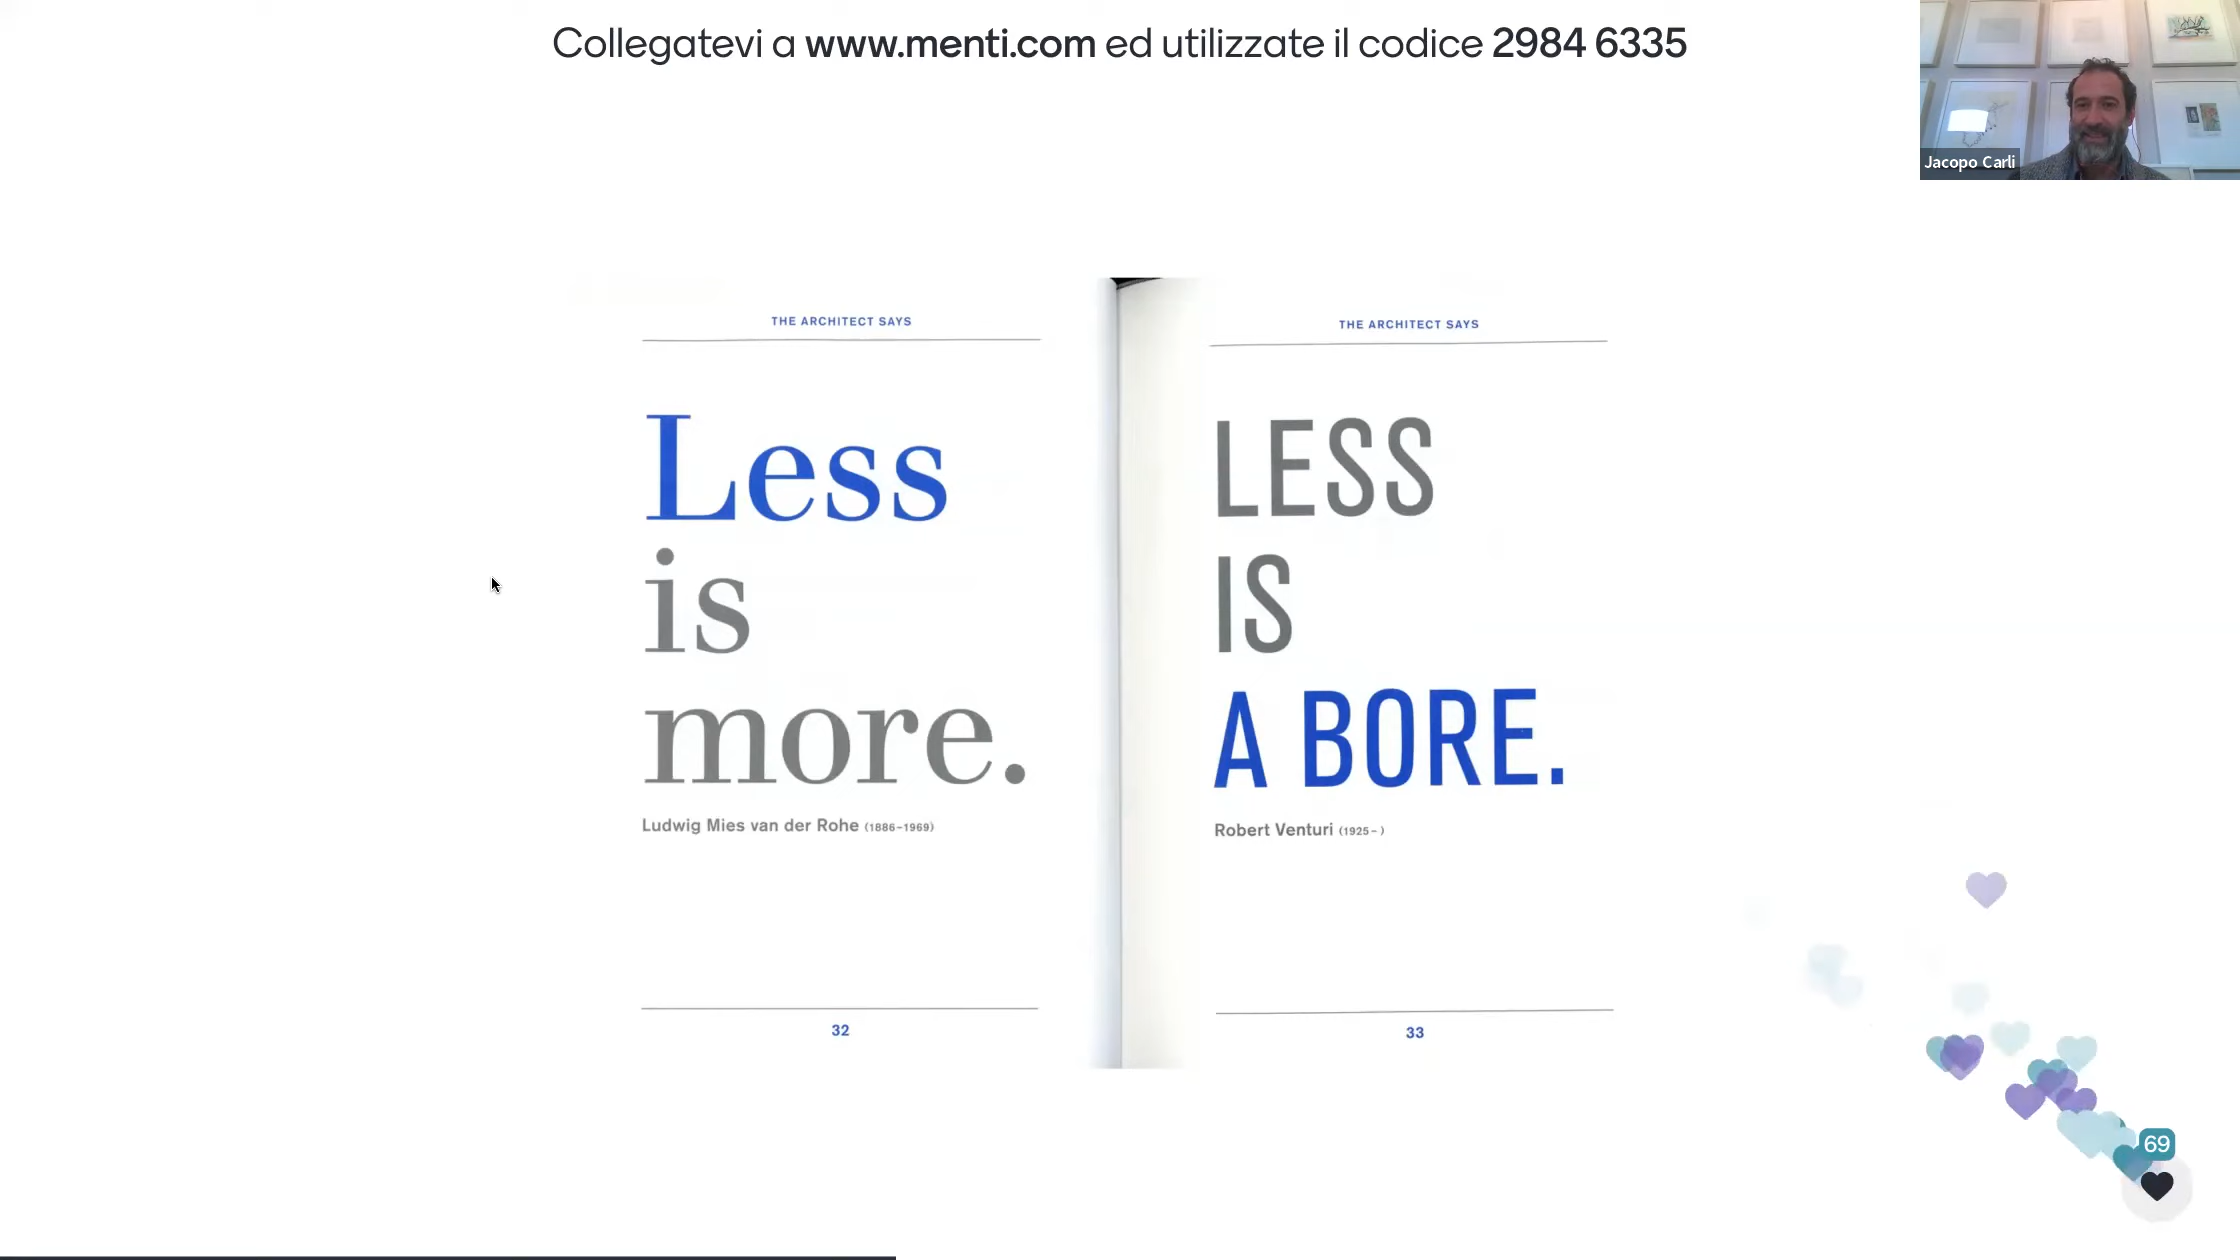 Collegatevi a www.menti.com ed utilizzate il codice 2984 6335
Jacopo Carli
THE ARCHITECT SAYS
Less
is
more.
Ludwig Mies van der Rohe (1886–1969)
32
THE ARCHITECT SAYS
LESS
IS
A BORE.
Robert Venturi (1925– )
33
69